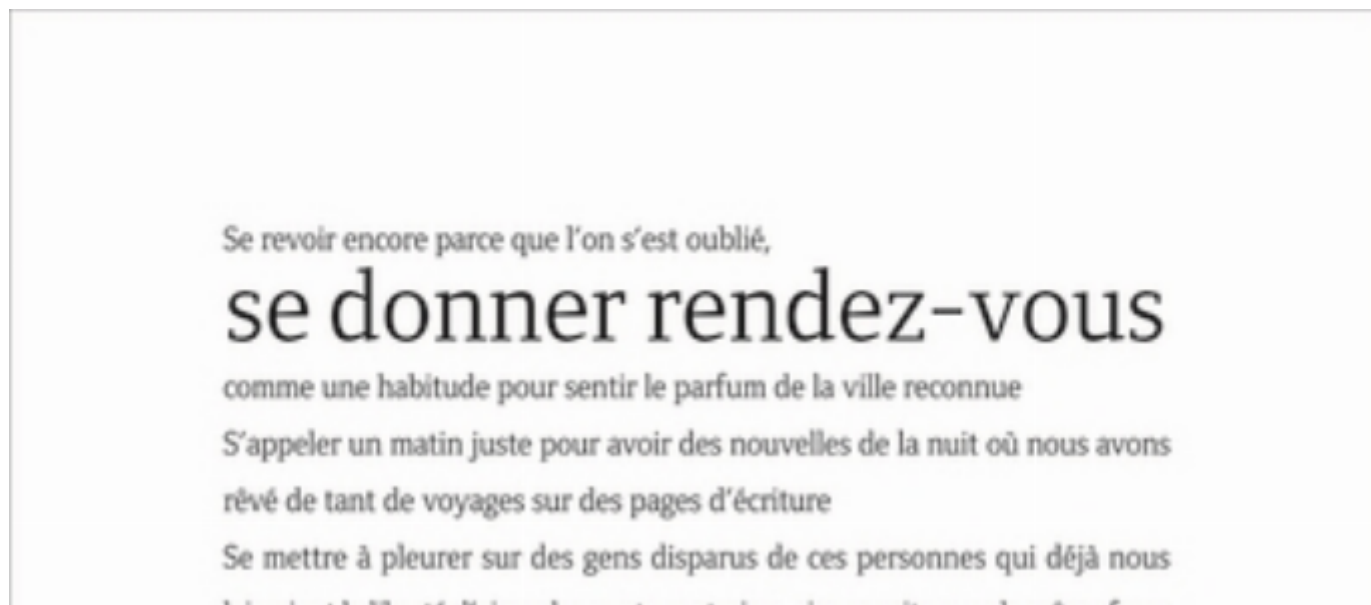 Se revoir encore parce que l'on s'est oublié,
se donner rendez-vous
comme une habitude pour sentir le parfum de la ville reconnue
S'appeler un matin juste pour avoir des nouvelles de la nuit où nous avons
rêvé de tant de voyages sur des pages d'écriture
Se mettre à pleurer sur des gens disparus de ces personnes qui déjà nous